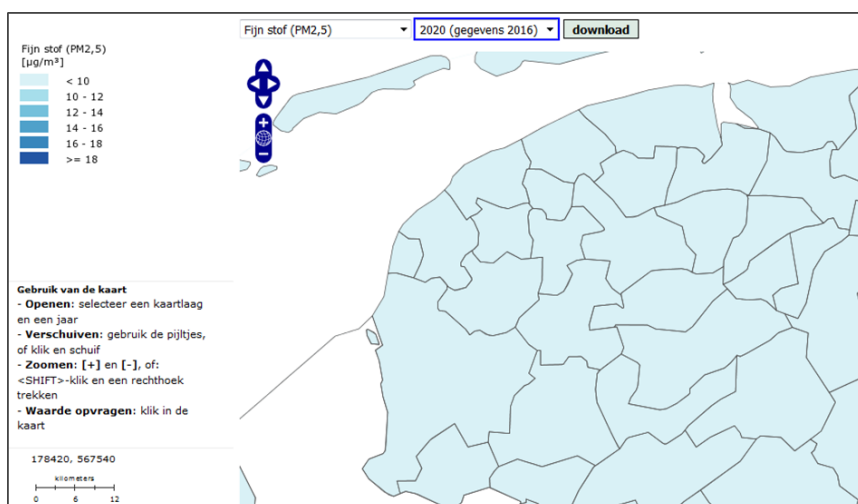 Fijn stof (PM2,5)
2020 (gegevens 2016)
download
Fijn stof (PM2,5)
[µg/m³]
< 10
10 - 12
12 - 14
14 - 16
16 - 18
>= 18
Gebruik van de kaart
- Openen: selecteer een kaartlaag
en een jaar
- Verschuiven: gebruik de pijltjes,
of klik en schuif
- Zoomen: [+] en [-], of:
<SHIFT>-klik en een rechthoek
trekken
- Waarde opvragen: klik in de
kaart
178420, 567540
kilometers
0 6 12